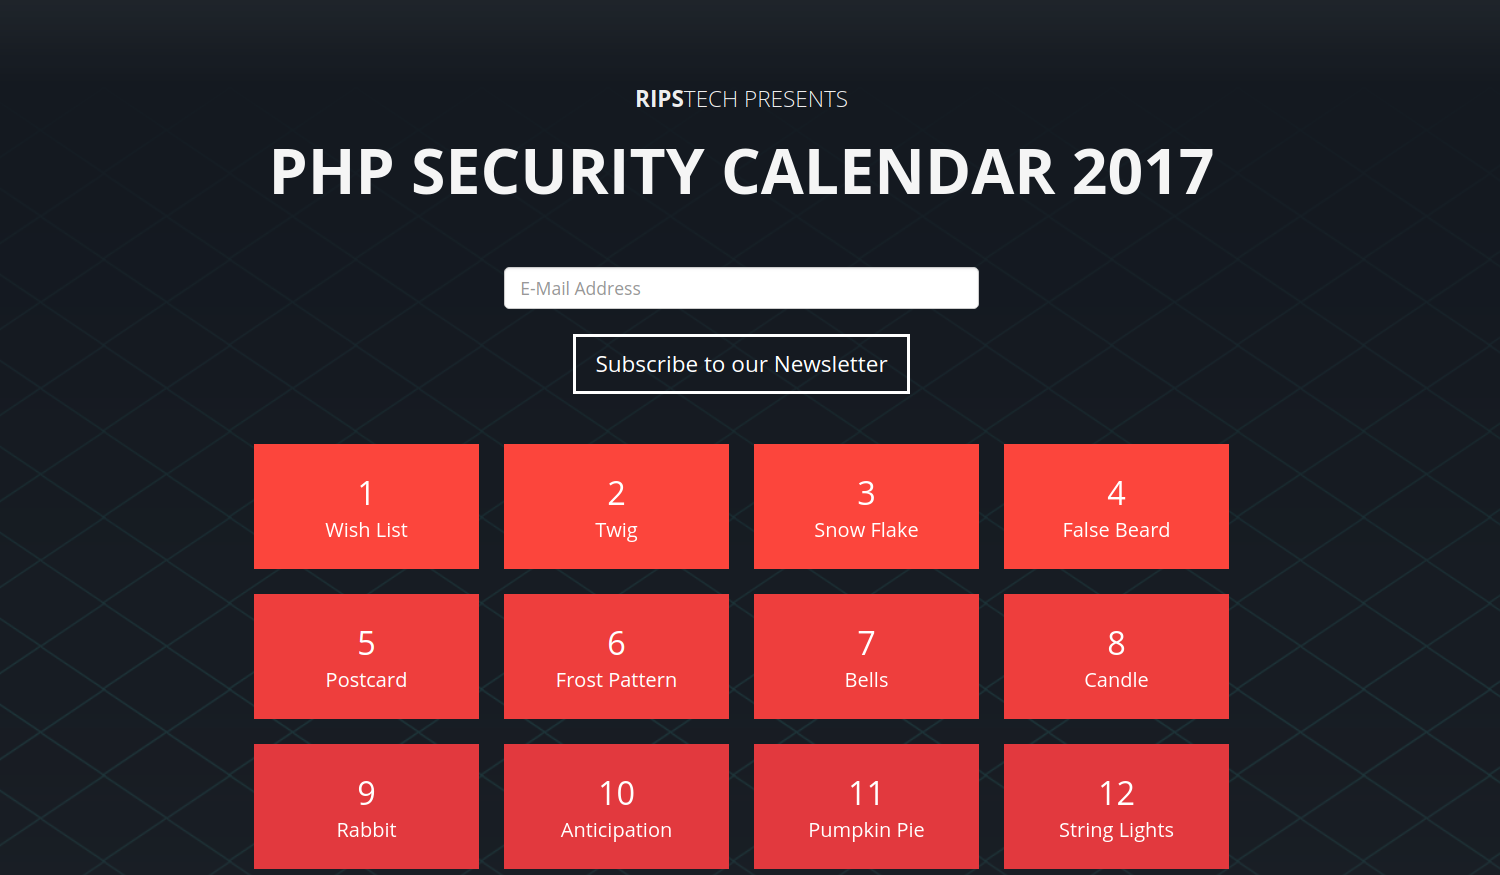 RIPSTECH PRESENTS
PHP SECURITY CALENDAR 2017
E-Mail Address
Subscribe to our Newsletter
1
Wish List
2
Twig
3
Snow Flake
4
False Beard
5
Postcard
6
Frost Pattern
7
Bells
8
Candle
9
Rabbit
10
Anticipation
11
Pumpkin Pie
12
String Lights